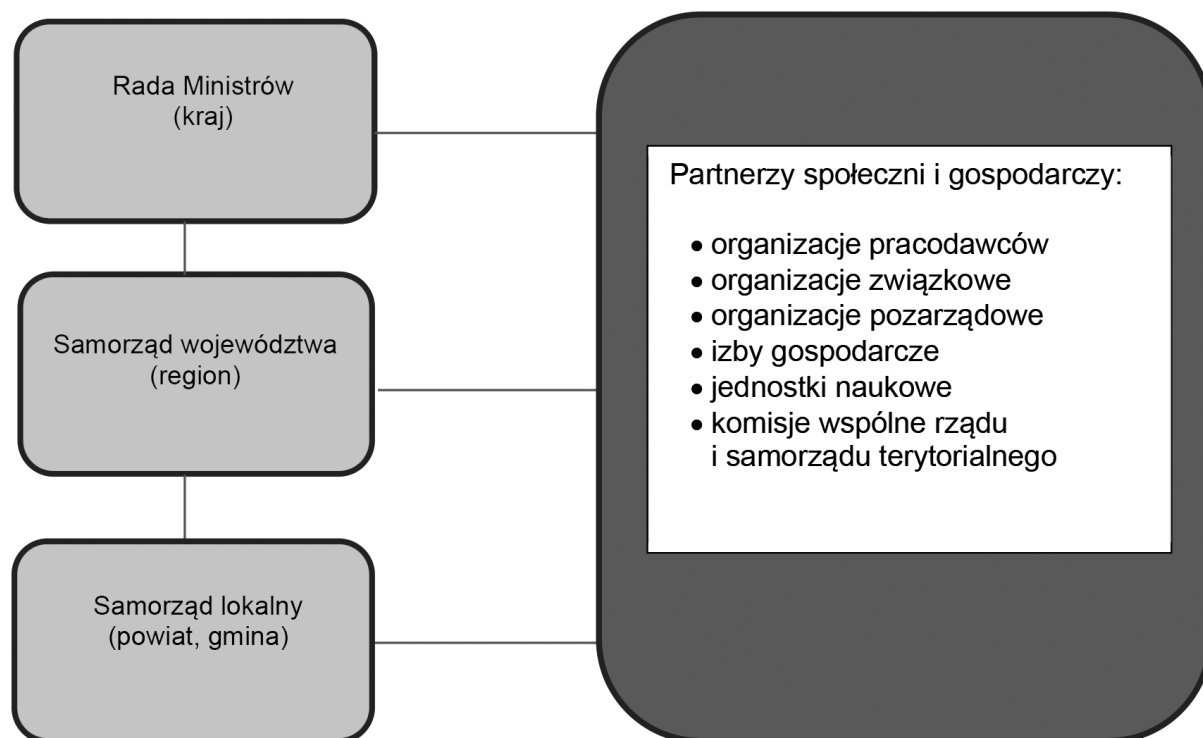 Rada Ministrów
(kraj)
Samorząd województwa
(region)
Samorząd lokalny
(powiat, gmina)
Partnerzy społeczni i gospodarczy:
• organizacje pracodawców
• organizacje związkowe
• organizacje pozarządowe
• izby gospodarcze
• jednostki naukowe
• komisje wspólne rządu
i samorządu terytorialnego